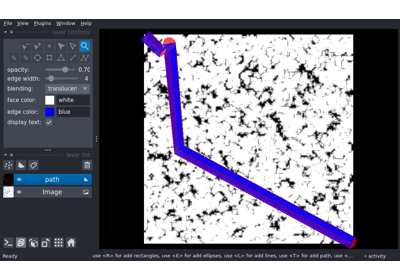 File View Plugins Window Help
layer controls
opacity: 0.70
edge width: 4
blending: translucen
face color: white
edge color: blue
display text:
layer list
path
Image
Ready
use <R> for add rectangles, use <E> for add ellipses, use <L> for add lines, use <T> for add path, use <...
activity